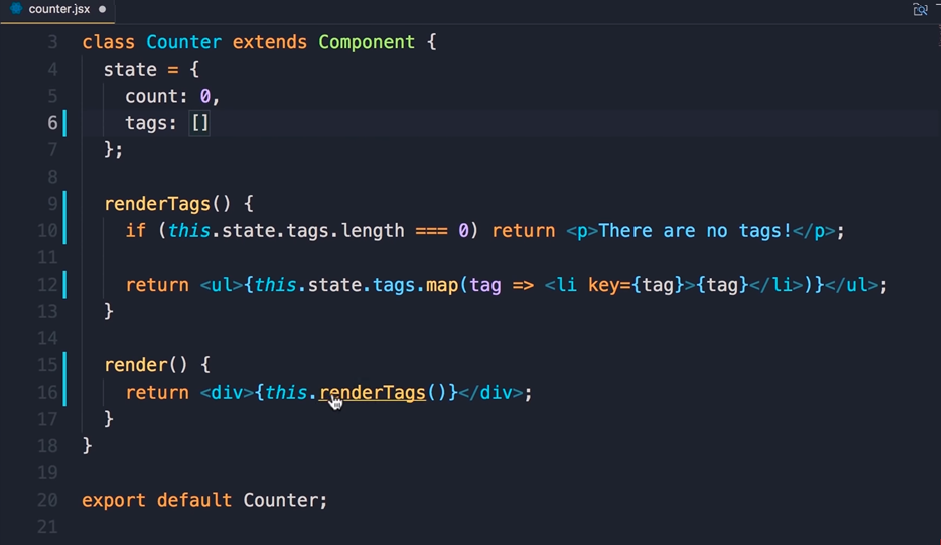 counter.jsx
3 class Counter extends Component {
4 state = {
5 count: 0,
6 tags: []
7 };
8
9 renderTags() {
10 if (this.state.tags.length === 0) return <p>There are no tags!</p>;
11
12 return <ul>{this.state.tags.map(tag => <li key={tag}>{tag}</li>)}</ul>;
13 }
14
15 render() {
16 return <div>{this.renderTags()}</div>;
17 }
18 }
19
20 export default Counter;
21